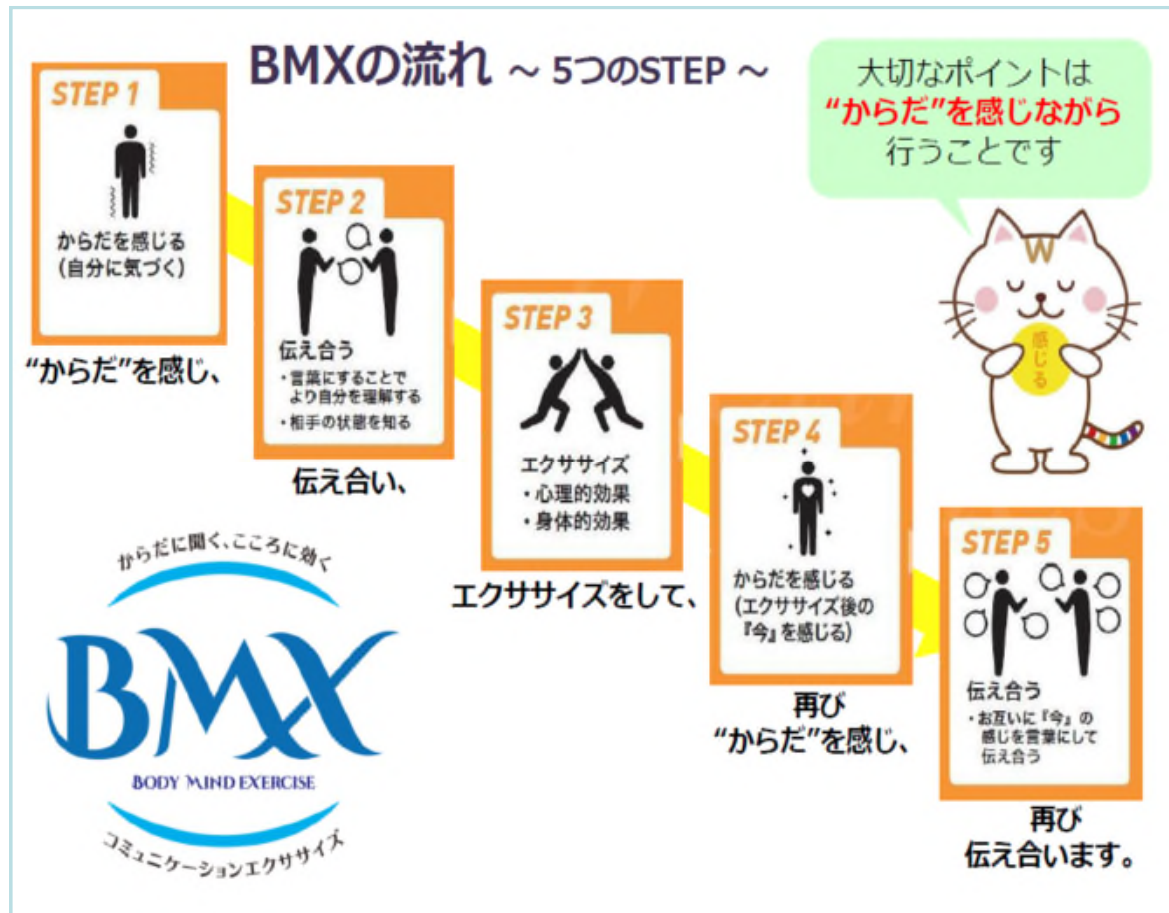 BMXの流れ ~ 5つのSTEP ~
大切なポイントは
“からだ”を感じながら
行うことです
W
感じる
STEP 1
からだを感じる
(自分に気づく)
“からだ”を感じ、
STEP 2
伝え合う
・言葉にすることで
より自分を理解する
・相手の状態を知る
伝え合い、
STEP 3
エクササイズ
・心理的効果
・身体的効果
エクササイズをして、
STEP 4
からだを感じる
(エクササイズ後の
『今』を感じる)
再び
“からだ”を感じ、
STEP 5
伝え合う
・お互いに『今』の
感じを言葉にして
伝え合う
再び
伝え合います。
からだに聞く、こころに効く
BMX
BODY MIND EXERCISE
コミュニケーションエクササイズ